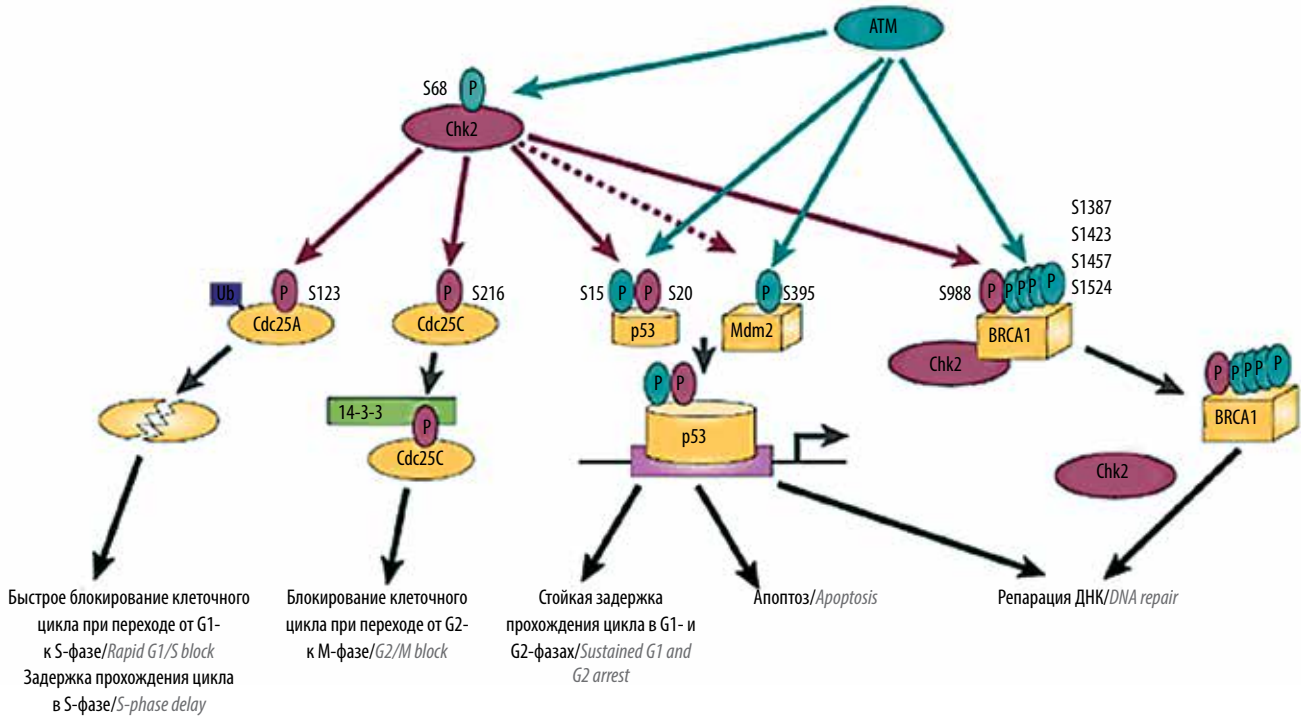 ATM
S68
P
Chk2
S1387
S1423
S1457
S1524
Ub
P
S123
Cdc25A
P
S216
Cdc25C
S15
P
P
S20
p53
P
S395
Mdm2
S988
P
P
P
P
P
BRCA1
Chk2
14-3-3
P
Cdc25C
P
P
p53
P
P
P
P
P
BRCA1
Chk2
Быстрое блокирование клеточного
цикла при переходе от G1-
к S-фазе/Rapid G1/S block
Задержка прохождения цикла
в S-фазе/S-phase delay
Блокирование клеточного
цикла при переходе от G2-
к М-фазе/G2/M block
Стойкая задержка
прохождения цикла в G1- и
G2-фазах/Sustained G1 and
G2 arrest
Апоптоз/Apoptosis
Репарация ДНК/DNA repair